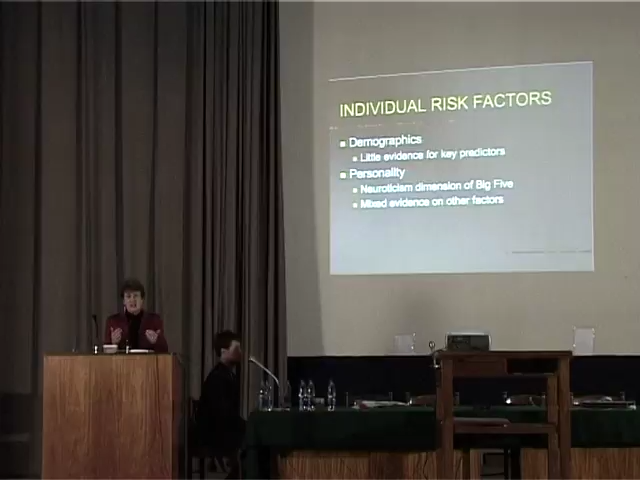 INDIVIDUAL RISK FACTORS
Demographics
Little evidence for key predictors
Personality
Neuroticism dimension of Big Five
Mixed evidence on other factors